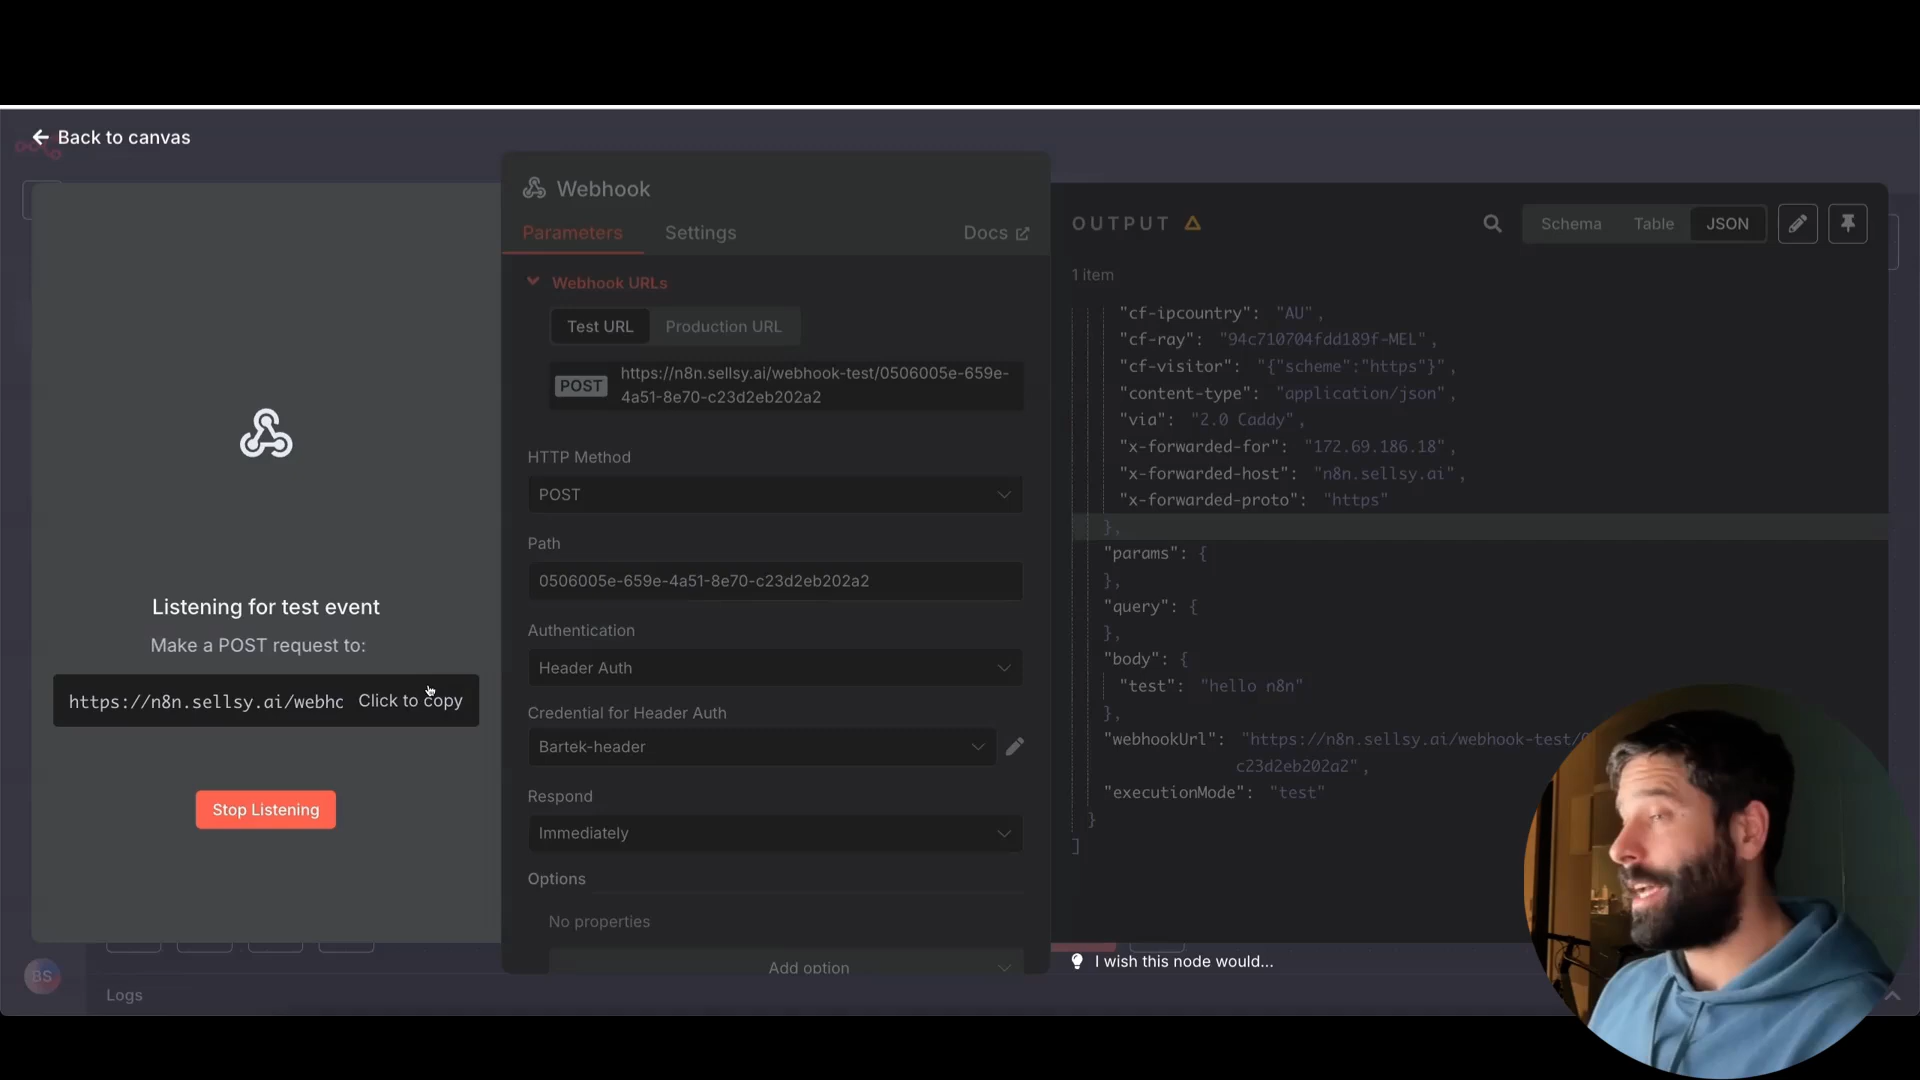 Back to canvas
Webhook
Parameters
Settings
Docs
Webhook URLs
Test URL
Production URL
POST
https://n8n.sellsy.ai/webhook-test/0506005e-659e-
4a51-8e70-c23d2eb202a2
HTTP Method
POST
Path
0506005e-659e-4a51-8e70-c23d2eb202a2
Authentication
Header Auth
Credential for Header Auth
Bartek-header
Respond
Immediately
Options
No properties
Add option
Listening for test event
Make a POST request to:
https://n8n.sellsy.ai/webhc
Click to copy
Stop Listening
OUTPUT
Schema
Table
JSON
1 item
"cf-ipcountry": "AU",
"cf-ray": "94c710704fdd189f-MEL",
"cf-visitor": "{"scheme":"https"}",
"content-type": "application/json",
"via": "2.0 Caddy",
"x-forwarded-for": "172.69.186.18",
"x-forwarded-host": "n8n.sellsy.ai",
"x-forwarded-proto": "https"
},
"params": {
},
"query": {
},
"body": {
"test": "hello n8n"
},
"webhookUrl": "https://n8n.sellsy.ai/webhook-test/
c23d2eb202a2",
"executionMode": "test"
}
]
I wish this node would...
BS
Logs